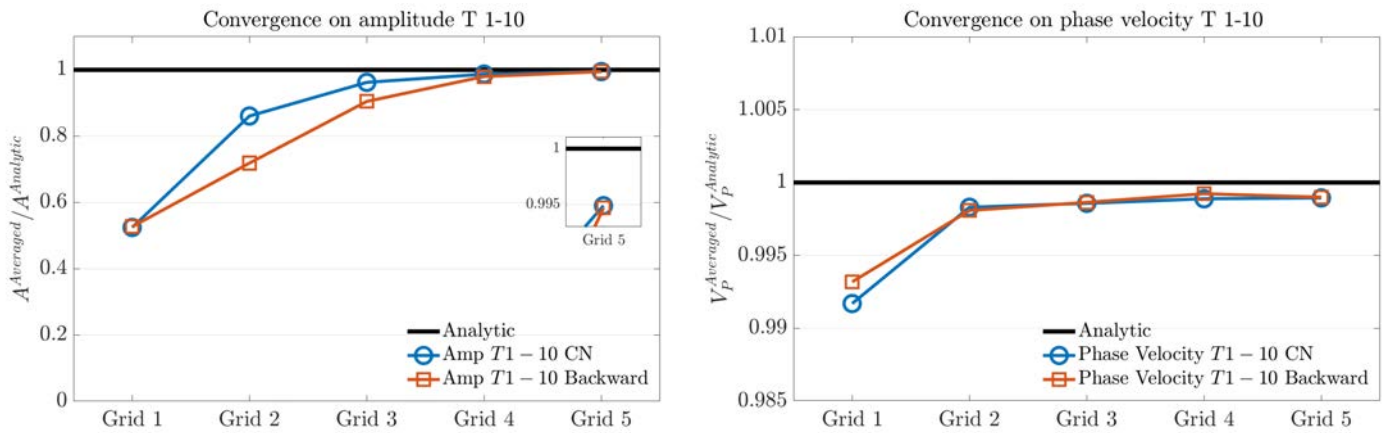 Convergence on amplitude T 1-10
A^{Averaged}/A^{Analytic}
1
0.8
0.6
0.4
0.2
0
1
0.995
Grid 5
Analytic
Amp T1 − 10 CN
Amp T1 − 10 Backward
Grid 1 Grid 2 Grid 3 Grid 4 Grid 5
Convergence on phase velocity T 1-10
V_P^{Averaged}/V_P^{Analytic}
1.01
1.005
1
0.995
0.99
0.985
Analytic
Phase Velocity T1 − 10 CN
Phase Velocity T1 − 10 Backward
Grid 1 Grid 2 Grid 3 Grid 4 Grid 5